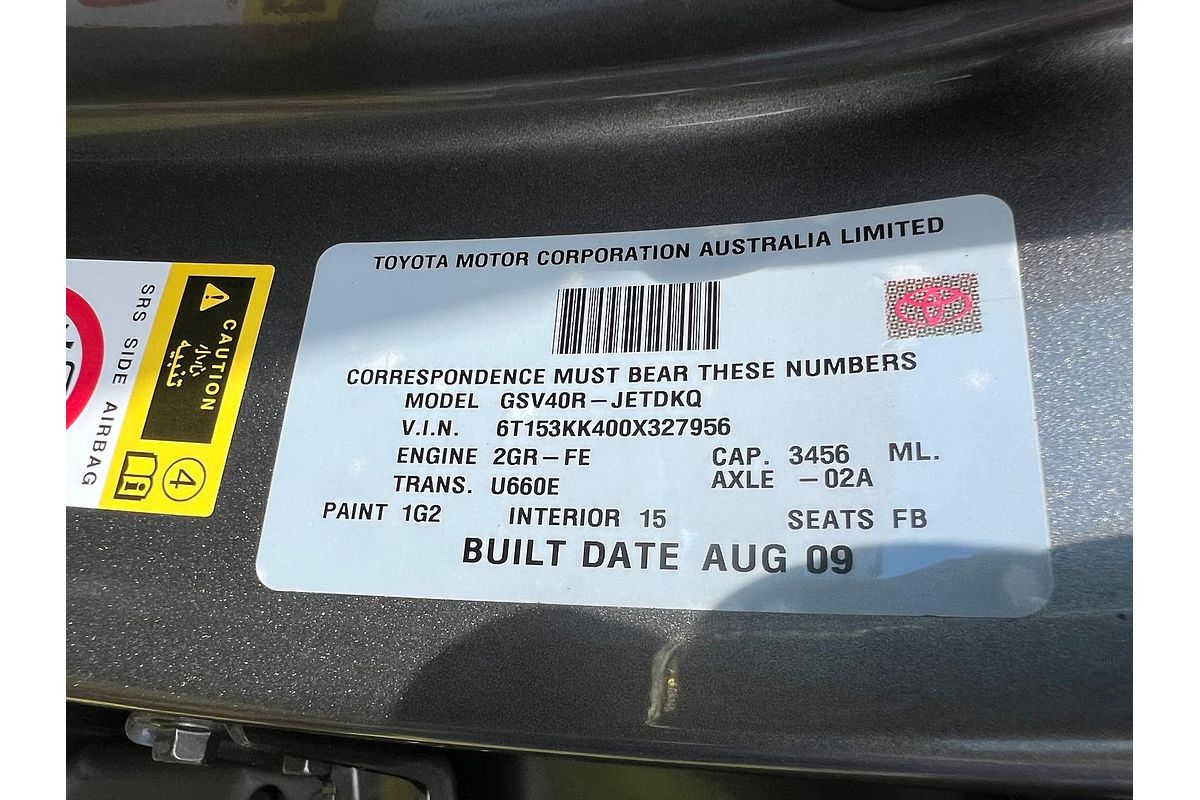 TOYOTA MOTOR CORPORATION AUSTRALIA LIMITED
CORRESPONDENCE MUST BEAR THESE NUMBERS
MODEL GSV40R-JETDKQ
V.I.N. 6T153KK400X327956
ENGINE 2GR-FE CAP. 3456 ML.
TRANS. U660E AXLE -02A
PAINT 1G2 INTERIOR 15 SEATS FB
BUILT DATE AUG 09
SRS SIDE AIRBAG
CAUTION
تنبيه
4